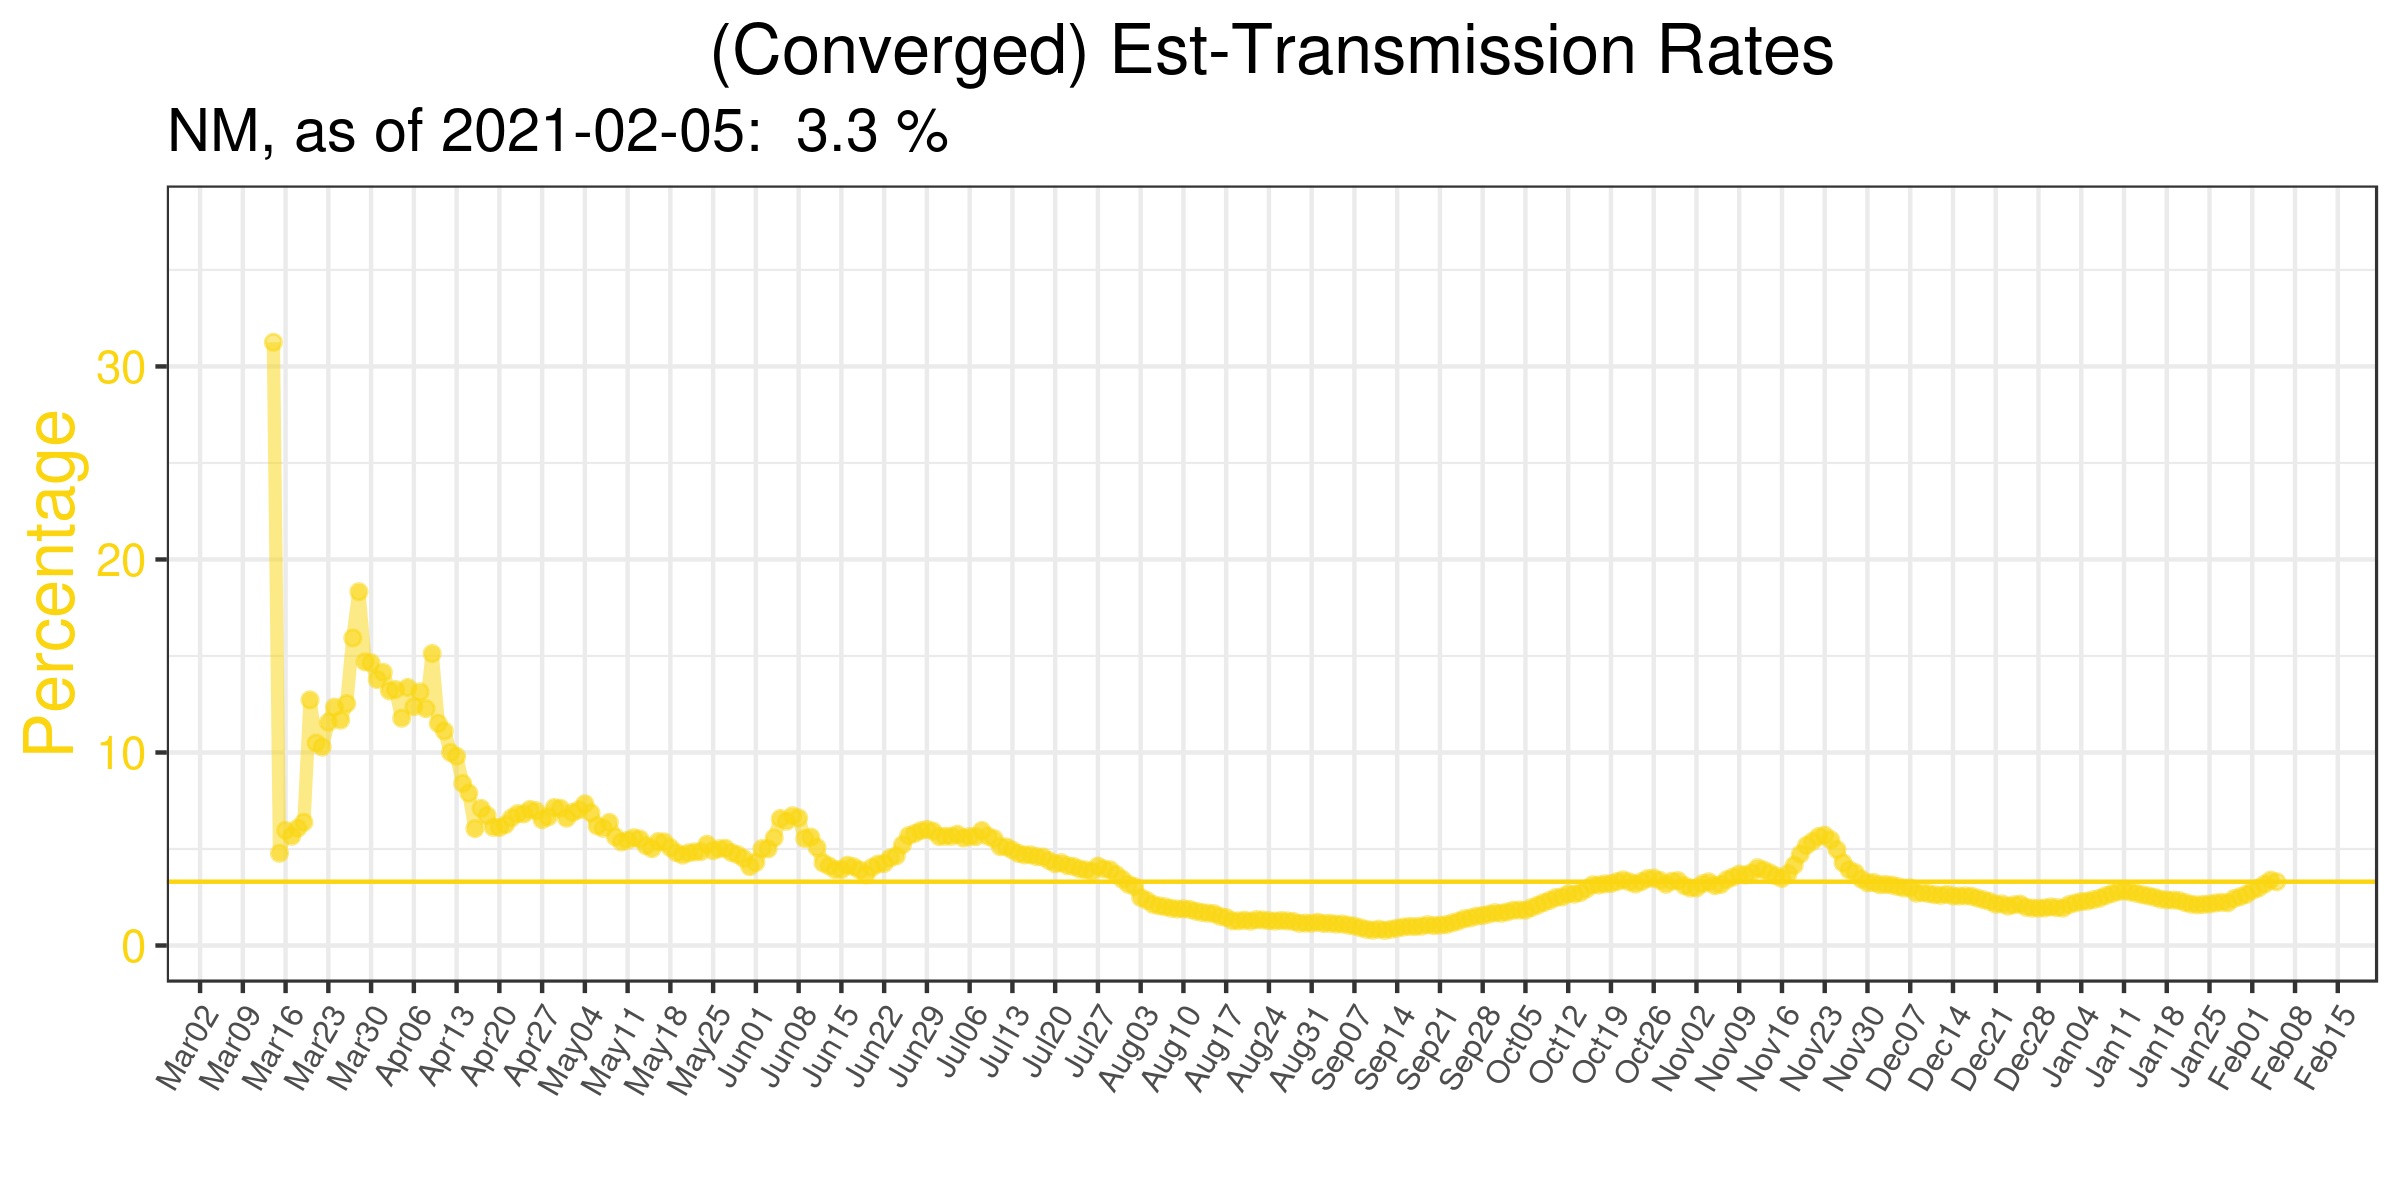 (Converged) Est-Transmission Rates
NM, as of 2021-02-05:  3.3 %
Percentage
30
20
10
0
Mar02
Mar09
Mar16
Mar23
Mar30
Apr06
Apr13
Apr20
Apr27
May04
May11
May18
May25
Jun01
Jun08
Jun15
Jun22
Jun29
Jul06
Jul13
Jul20
Jul27
Aug03
Aug10
Aug17
Aug24
Aug31
Sep07
Sep14
Sep21
Sep28
Oct05
Oct12
Oct19
Oct26
Nov02
Nov09
Nov16
Nov23
Nov30
Dec07
Dec14
Dec21
Dec28
Jan04
Jan11
Jan18
Jan25
Feb01
Feb08
Feb15